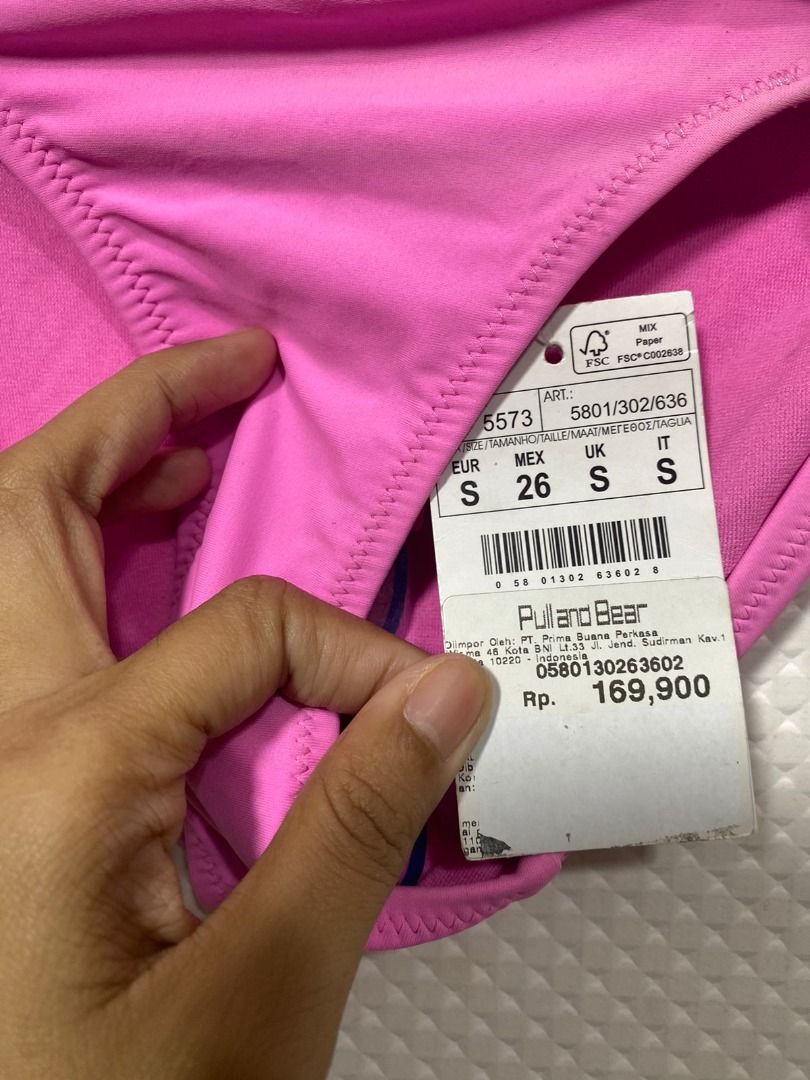 MIX
Paper
FSC
FSC® C002638
5573
ART.:
5801/302/636
/SIZE/TAMANHO/TAILLE/MAAT/ΜΕΓΕΘΟΣ/TAGLIA
EUR MEX UK IT
S 26 S S
0 58 01302 63602 8
Pull and Bear
Diimpor Oleh: PT. Prima Buana Perkasa
46 Kota BNI Lt.33 Jl. Jend. Sudirman Kav.1
10220 - Indonesia
0580130263602
Rp. 169,900